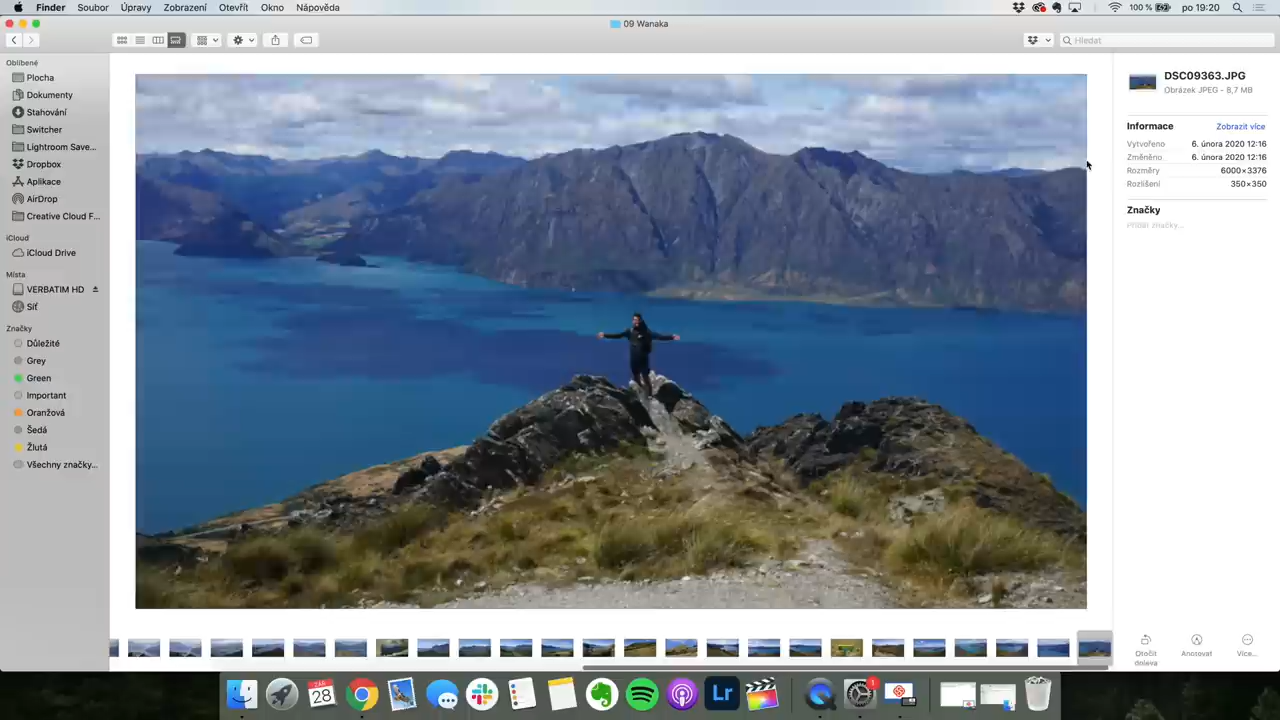 Finder Soubor Úpravy Zobrazení Otevřít Okno Nápověda
100 % po 19:20
09 Wanaka
Hledat
Oblíbené
Plocha
Dokumenty
Stahování
Switcher
Lightroom Save...
Dropbox
Aplikace
AirDrop
Creative Cloud F...
iCloud
iCloud Drive
Místa
VERBATIM HD
Síť
Značky
Důležité
Grey
Green
Important
Oranžová
Šedá
Žlutá
Všechny značky...
DSC09363.JPG
Obrázek JPEG - 8,7 MB
Informace Zobrazit více
Vytvořeno 6. února 2020 12:16
Změněno 6. února 2020 12:16
Rozměry 6000×3376
Rozlišení 350×350
Značky
Přidat značky...
Otočit doleva
Anotovat
Více...
28
Lr
1